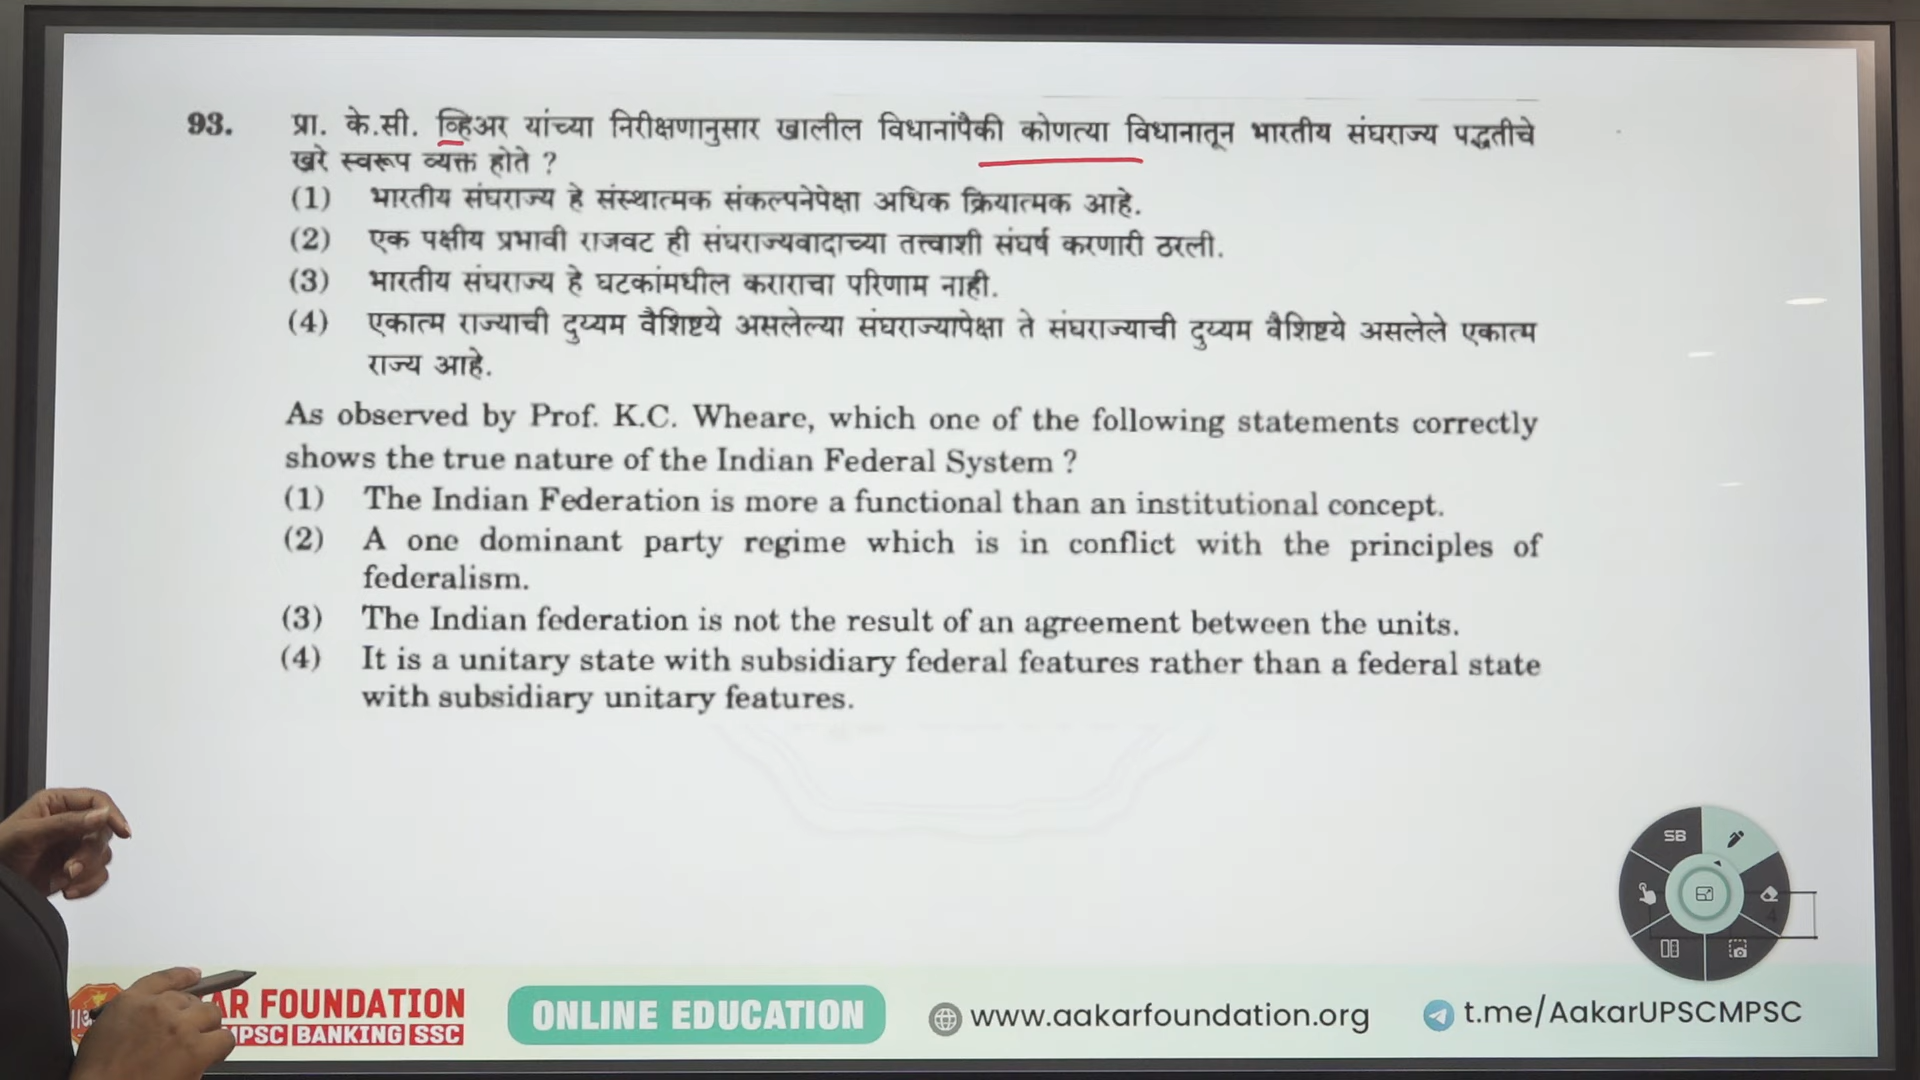 93. प्रा. के.सी. व्हिअर यांच्या निरीक्षणानुसार खालील विधानांपैकी कोणत्या विधानातून भारतीय संघराज्य पद्धतीचे
खरे स्वरूप व्यक्त होते ?
(1) भारतीय संघराज्य हे संस्थात्मक संकल्पनेपेक्षा अधिक क्रियात्मक आहे.
(2) एक पक्षीय प्रभावी राजवट ही संघराज्यवादाच्या तत्त्वाशी संघर्ष करणारी ठरली.
(3) भारतीय संघराज्य हे घटकांमधील कराराचा परिणाम नाही.
(4) एकात्म राज्याची दुय्यम वैशिष्टये असलेल्या संघराज्यापेक्षा ते संघराज्याची दुय्यम वैशिष्टये असलेले एकात्म
राज्य आहे.
As observed by Prof. K.C. Wheare, which one of the following statements correctly
shows the true nature of the Indian Federal System ?
(1) The Indian Federation is more a functional than an institutional concept.
(2) A one dominant party regime which is in conflict with the principles of
federalism.
(3) The Indian federation is not the result of an agreement between the units.
(4) It is a unitary state with subsidiary federal features rather than a federal state
with subsidiary unitary features.
SB
4
AR FOUNDATION
MPSC BANKING SSC
ONLINE EDUCATION
www.aakarfoundation.org
t.me/AakarUPSCMPSC